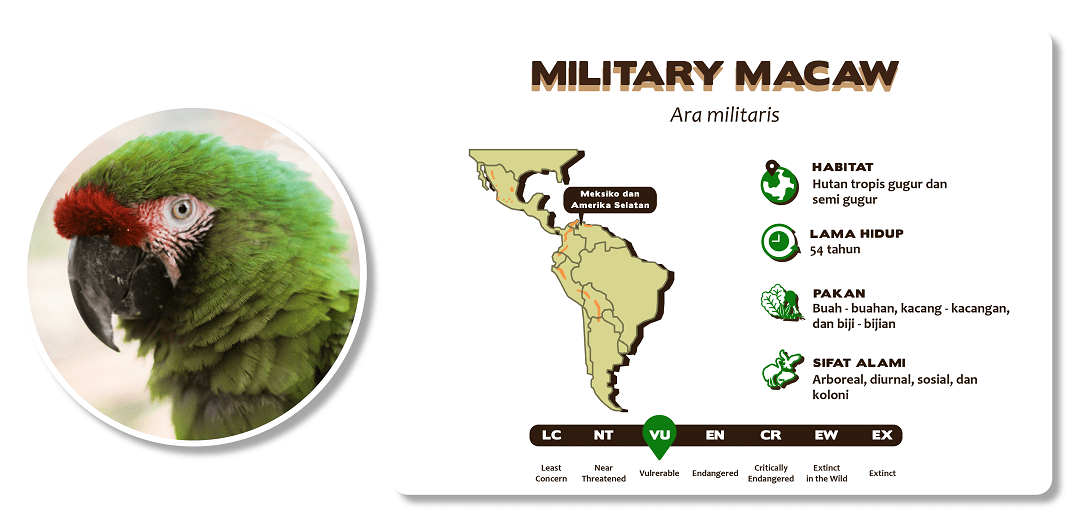 MILITARY MACAW
Ara militaris
Meksiko dan
Amerika Selatan
HABITAT
Hutan tropis gugur dan
semi gugur
LAMA HIDUP
54 tahun
PAKAN
Buah - buahan, kacang - kacangan,
dan biji - bijian
SIFAT ALAMI
Arboreal, diurnal, sosial, dan
koloni
LC NT VU EN CR EW EX
Least
Concern
Near
Threatened
Vulrerable
Endangered
Critically
Endangered
Extinct
in the Wild
Extinct